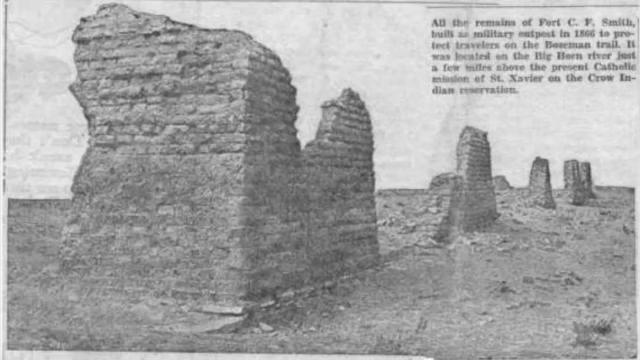 All the remains of Fort C. F. Smith,
built as military outpost in 1866 to pro-
tect travelers on the Bozeman trail. It
was located on the Big Horn river just
a few miles above the present Catholic
mission of St. Xavier on the Crow In-
dian reservation.